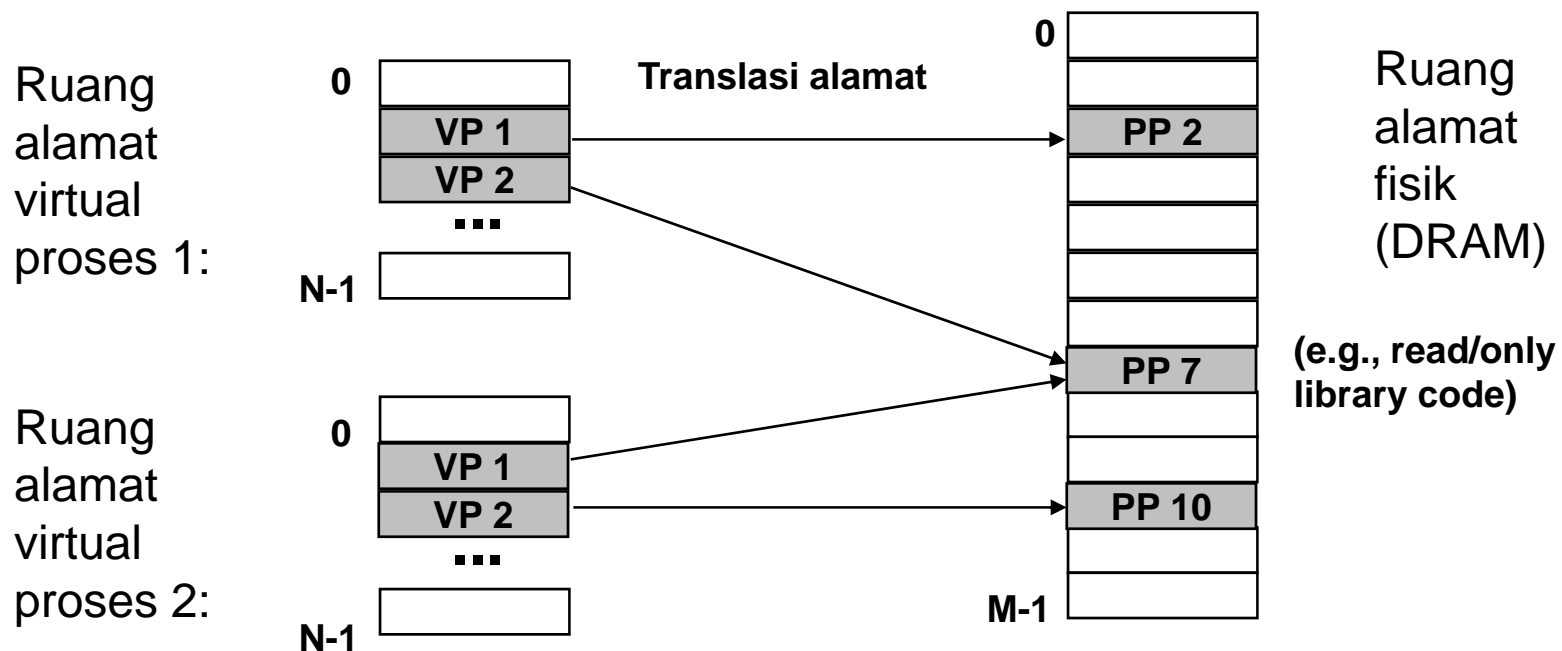 Ruang
alamat
virtual
proses 1:
0
VP 1
VP 2
...
N-1
Translasi alamat
0
PP 2
PP 7
PP 10
M-1
Ruang
alamat
fisik
(DRAM)
(e.g., read/only
library code)
Ruang
alamat
virtual
proses 2:
0
VP 1
VP 2
...
N-1